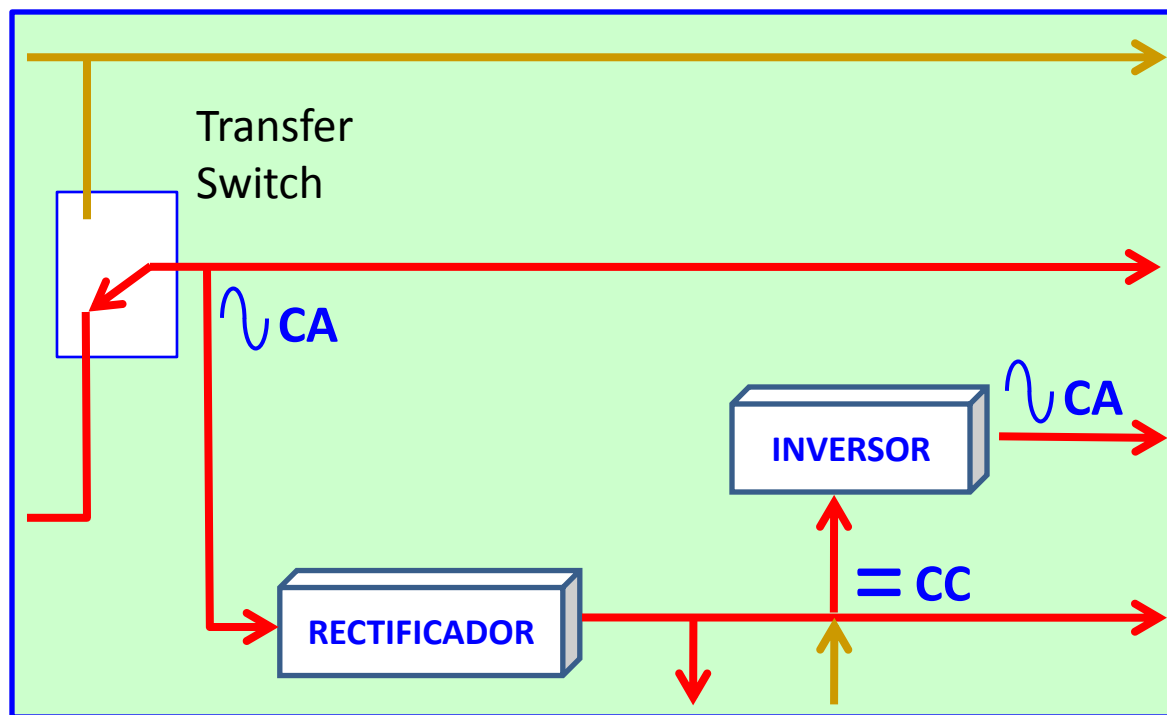 Transfer
Switch
CA
CA
INVERSOR
= CC
RECTIFICADOR